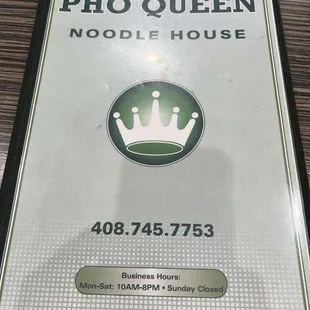 PHO QUEEN
NOODLE HOUSE
408.745.7753
Business Hours:
Mon-Sat: 10AM-8PM • Sunday Closed